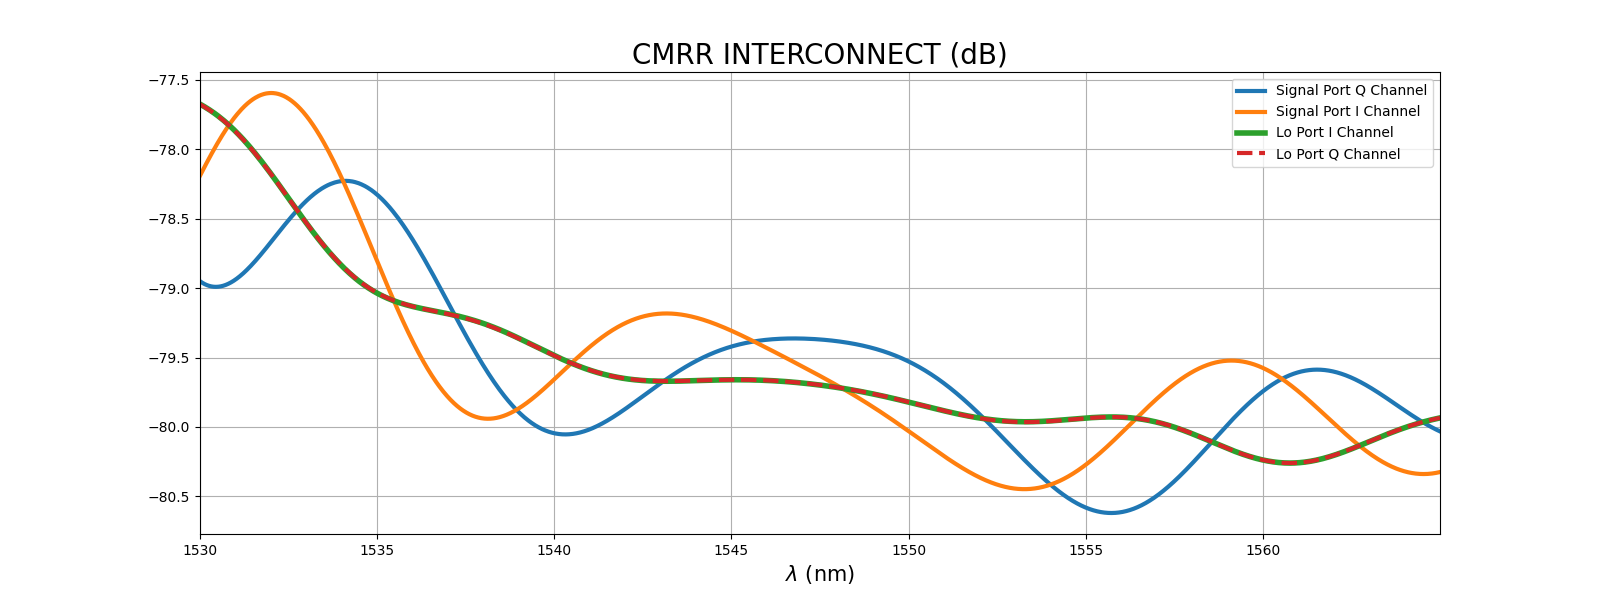 CMRR INTERCONNECT (dB)
−77.5
−78.0
−78.5
−79.0
−79.5
−80.0
−80.5
Signal Port Q Channel
Signal Port I Channel
Lo Port I Channel
Lo Port Q Channel
1530 1535 1540 1545 1550 1555 1560
λ (nm)